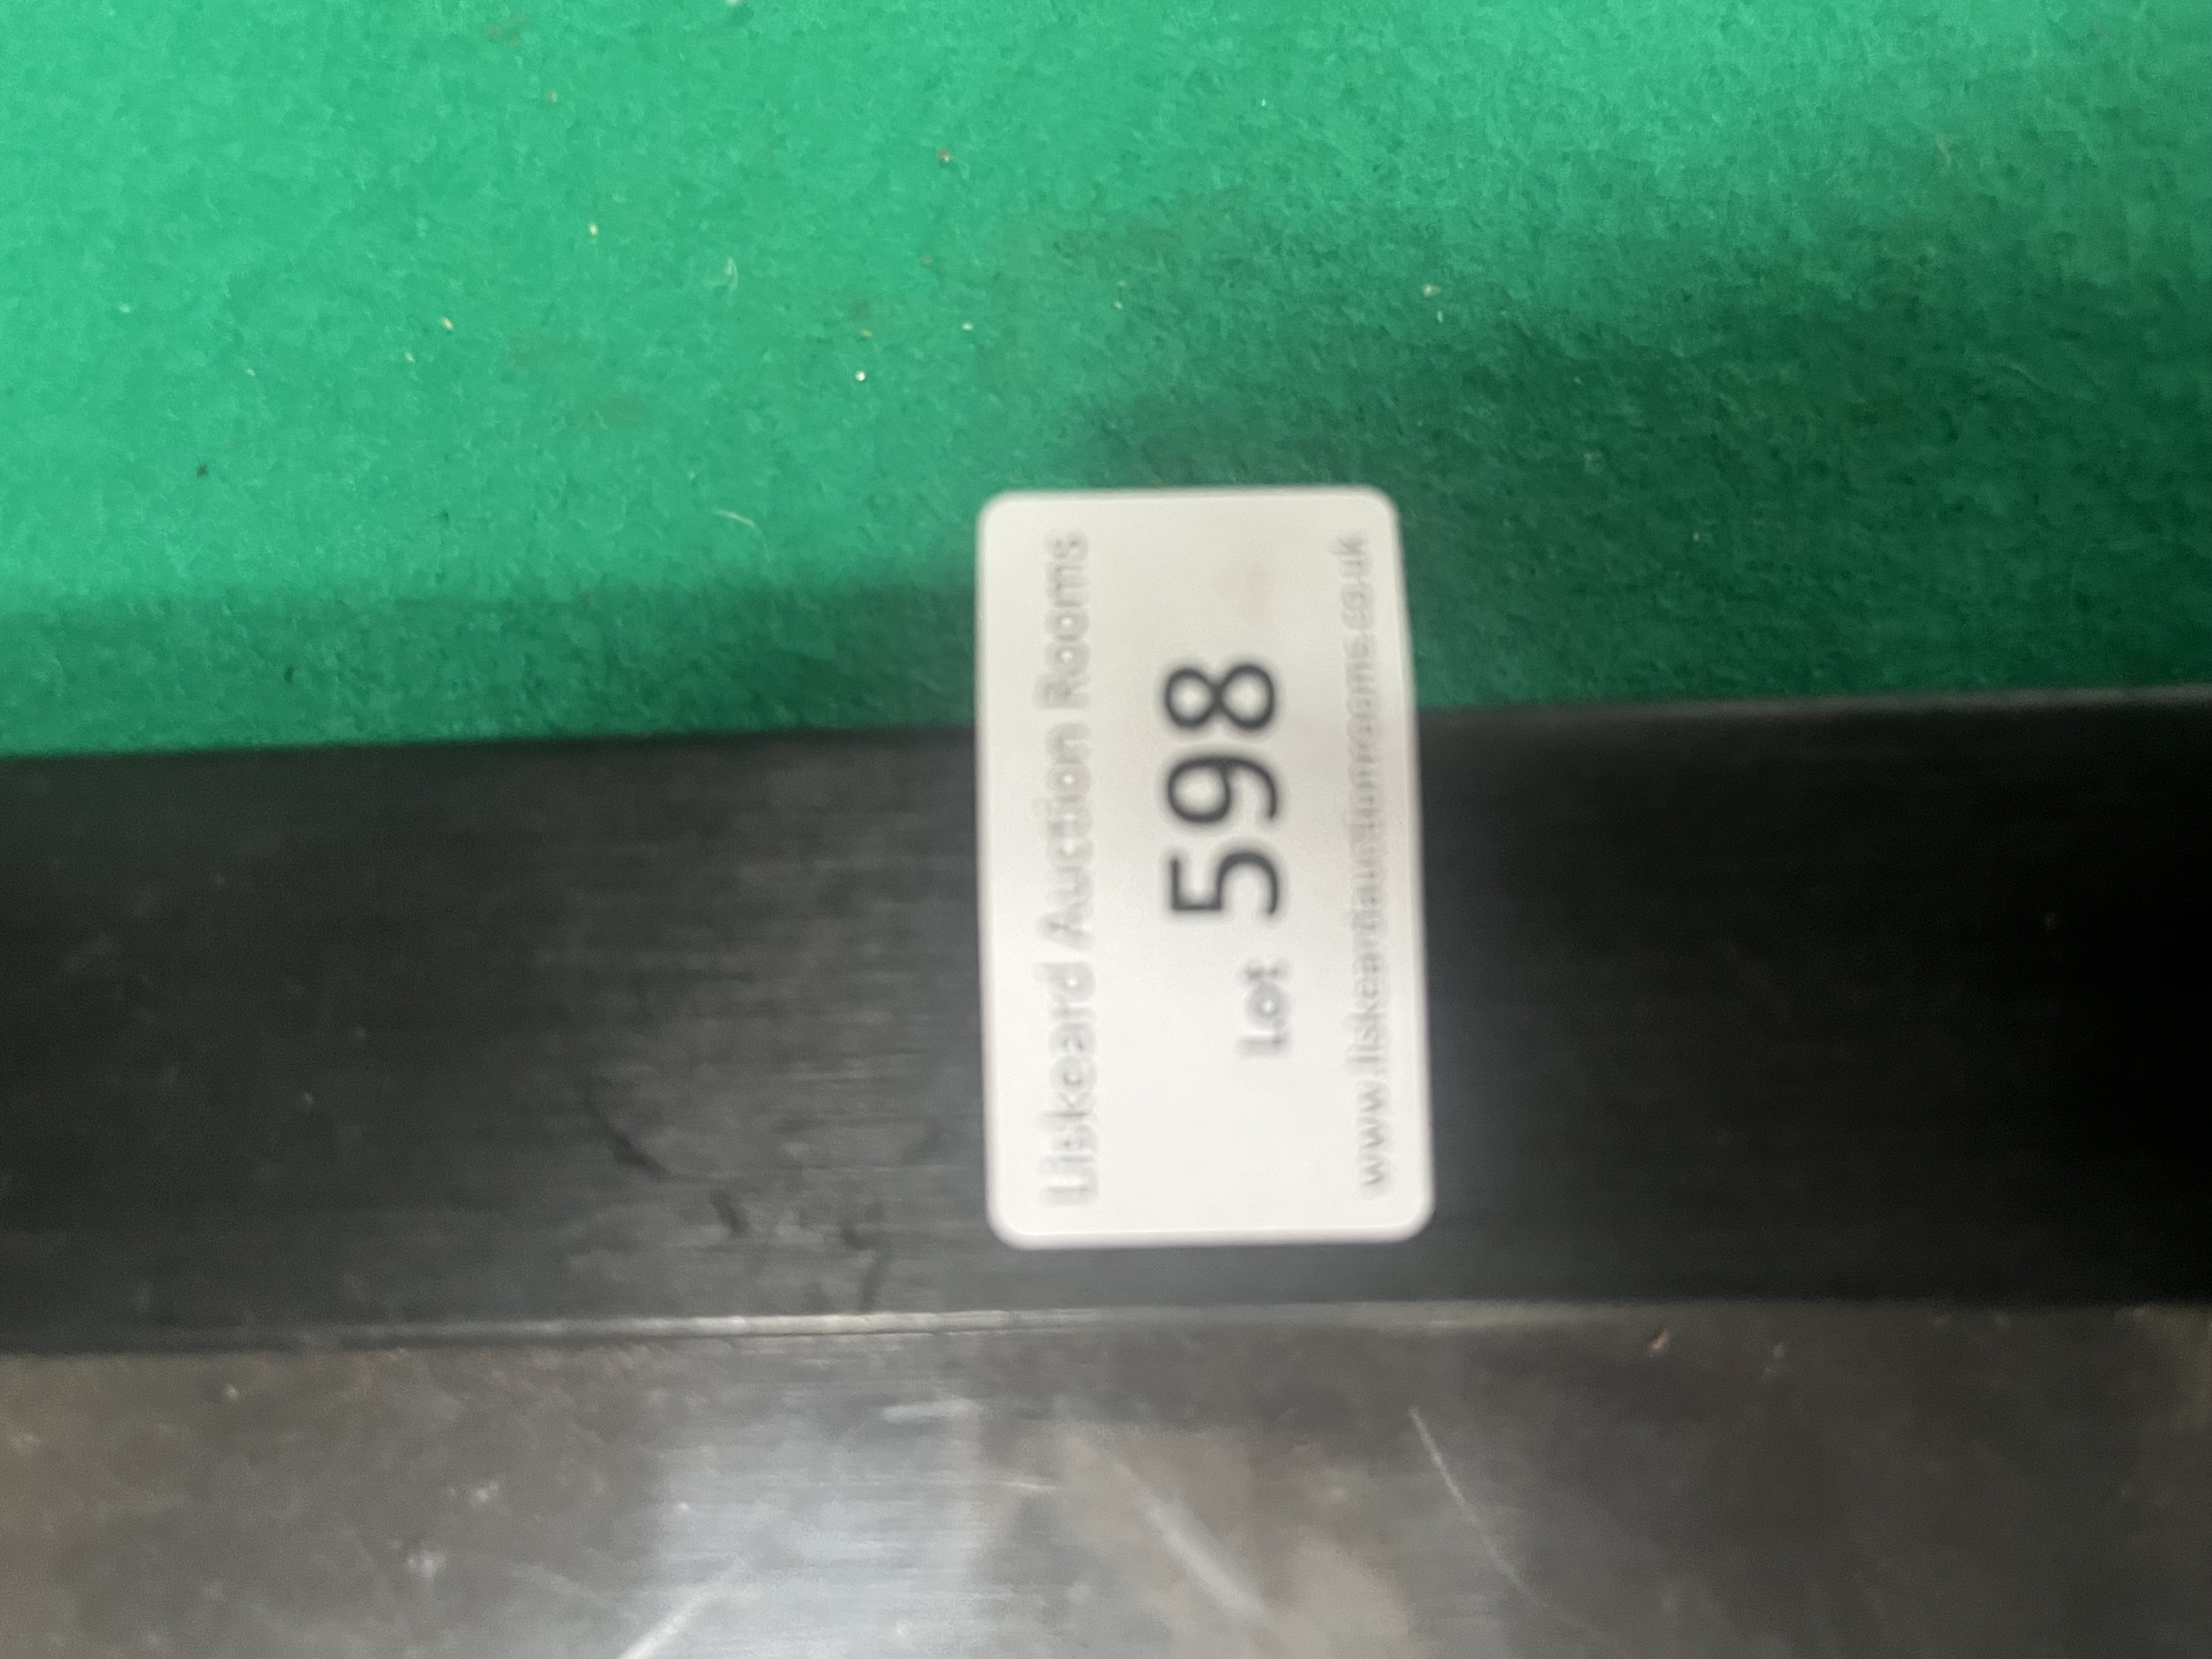 Liskeard Auction Rooms
Lot 598
www.liskeardauctionrooms.co.uk